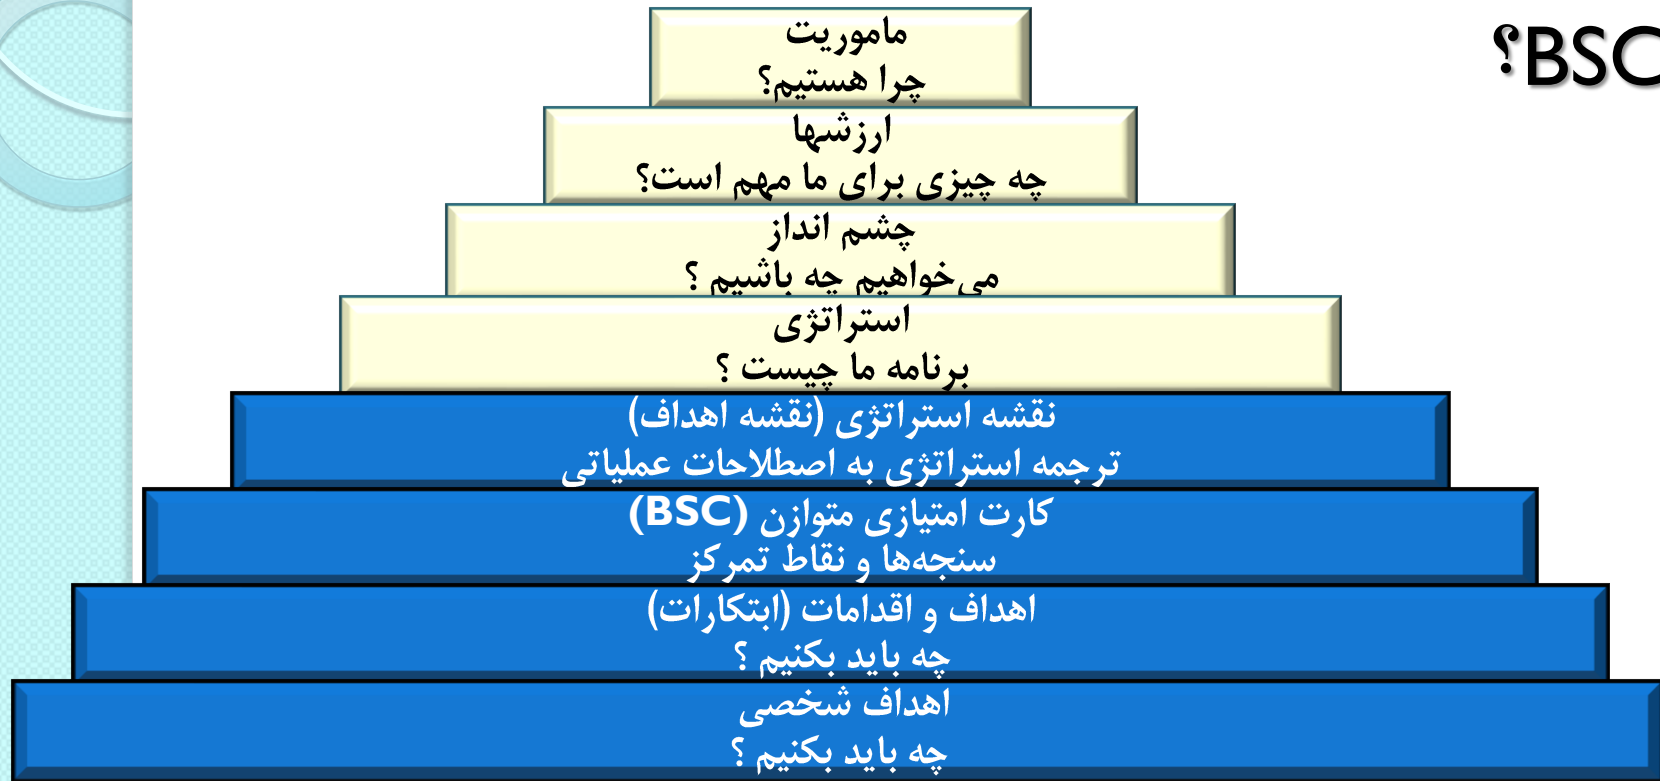 BSC؟
ماموریت
چرا هستیم؟
ارزشها
چه چیزی برای ما مهم است؟
چشم انداز
می‌خواهیم چه باشیم ؟
استراتژی
برنامه ما چیست ؟
نقشه استراتژی (نقشه اهداف)
ترجمه استراتژی به اصطلاحات عملیاتی
کارت امتیازی متوازن (BSC)
سنجه‌ها و نقاط تمرکز
اهداف و اقدامات (ابتکارات)
چه باید بکنیم ؟
اهداف شخصی
چه باید بکنیم ؟